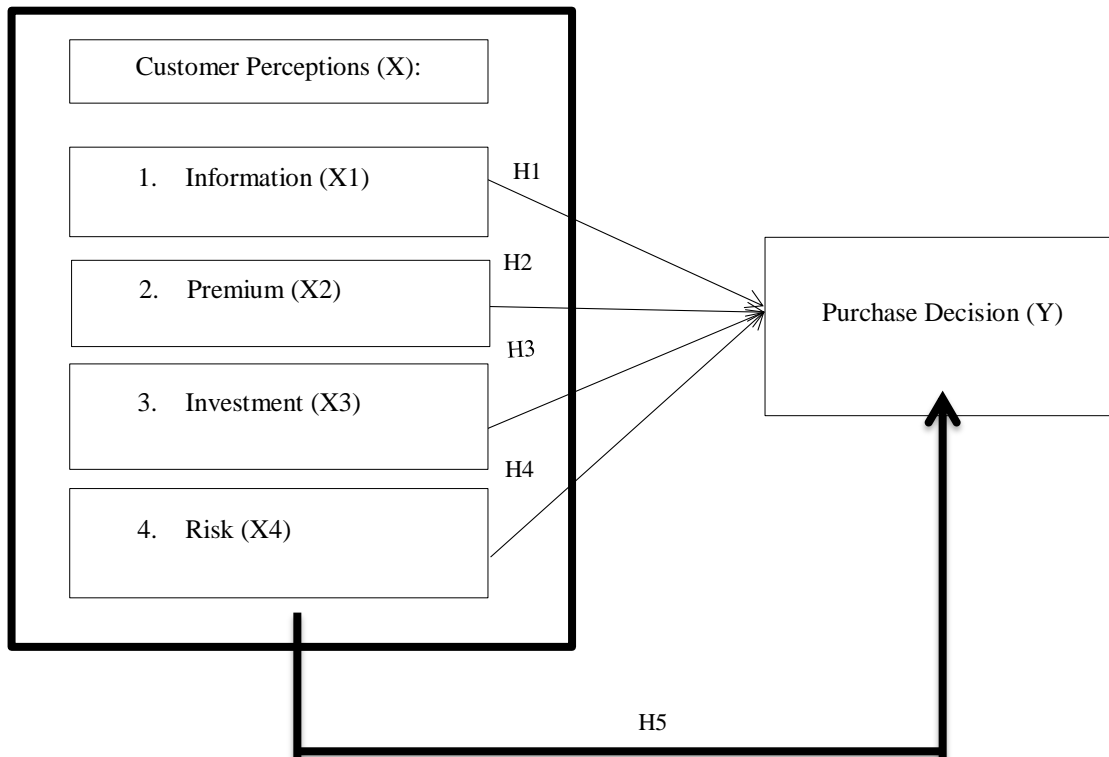 Customer Perceptions (X):
1. Information (X1)
H1
H2
2. Premium (X2)
Purchase Decision (Y)
H3
3. Investment (X3)
H4
4. Risk (X4)
H5